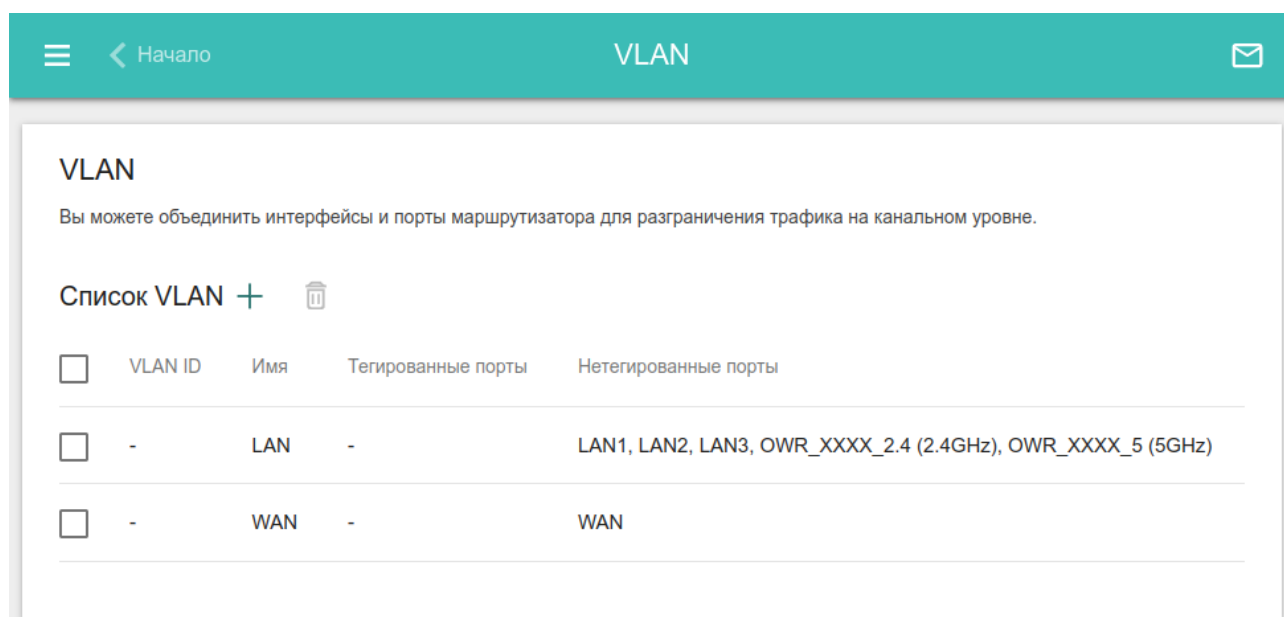 Начало VLAN
VLAN
Вы можете объединить интерфейсы и порты маршрутизатора для разграничения трафика на канальном уровне.
Список VLAN
VLAN ID Имя Тегированные порты Нетегированные порты
- LAN - LAN1, LAN2, LAN3, OWR_XXXX_2.4 (2.4GHz), OWR_XXXX_5 (5GHz)
- WAN - WAN